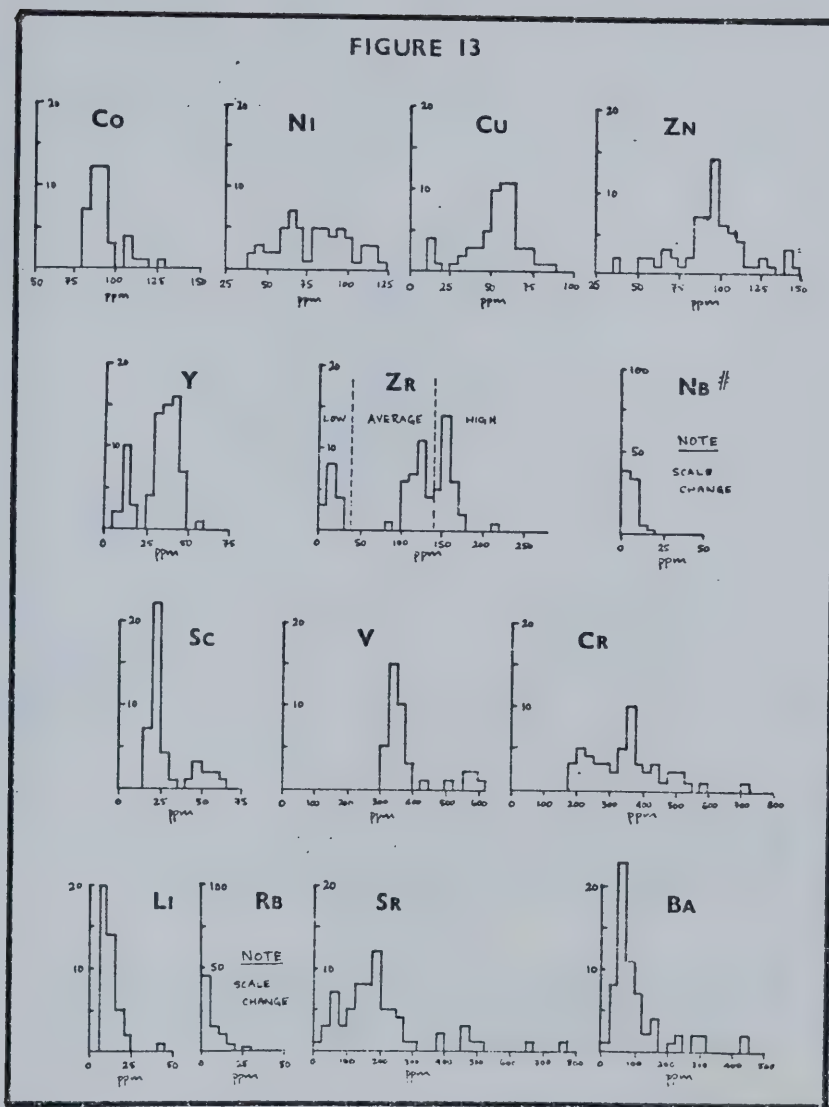 FIGURE 13
Co Ni Cu Zn
20 20 20 20
10 10 10 10
50 75 100 125 150 25 50 75 100 125 0 25 50 75 100 25 50 75 100 125 150
ppm ppm ppm ppm
Y Zr Nb #
20 20 100
LOW AVERAGE HIGH NOTE
10 10 50 SCALE
CHANGE
0 25 50 75 0 50 100 150 200 250 0 25 50
ppm ppm ppm
Sc V Cr
20 20 20
10 10 10
0 25 50 75 0 100 200 300 400 500 600 0 100 200 300 400 500 600 700 800
ppm ppm ppm
Li Rb Sr Ba
20 100 20 20
NOTE
10 50 SCALE 10 10
CHANGE
0 25 50 0 25 50 0 100 200 300 400 500 600 700 800 0 100 200 300 400 500
ppm ppm ppm ppm